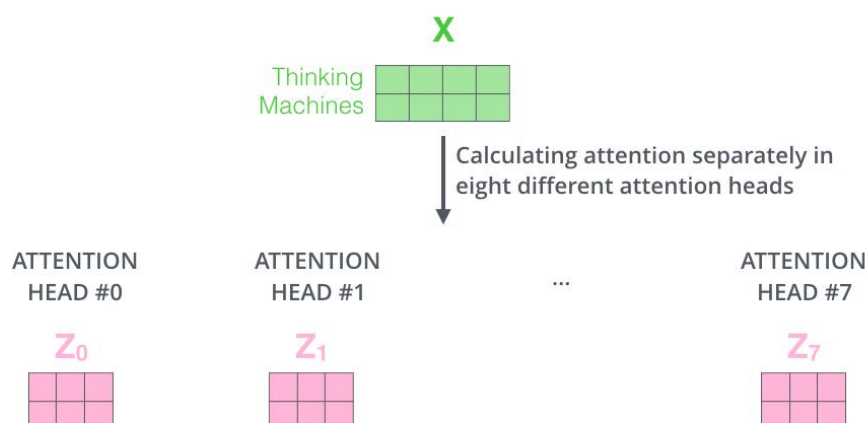 X
Thinking
Machines
Calculating attention separately in
eight different attention heads
ATTENTION
HEAD #0
ATTENTION
HEAD #1
...
ATTENTION
HEAD #7
Z₀
Z₁
Z₇